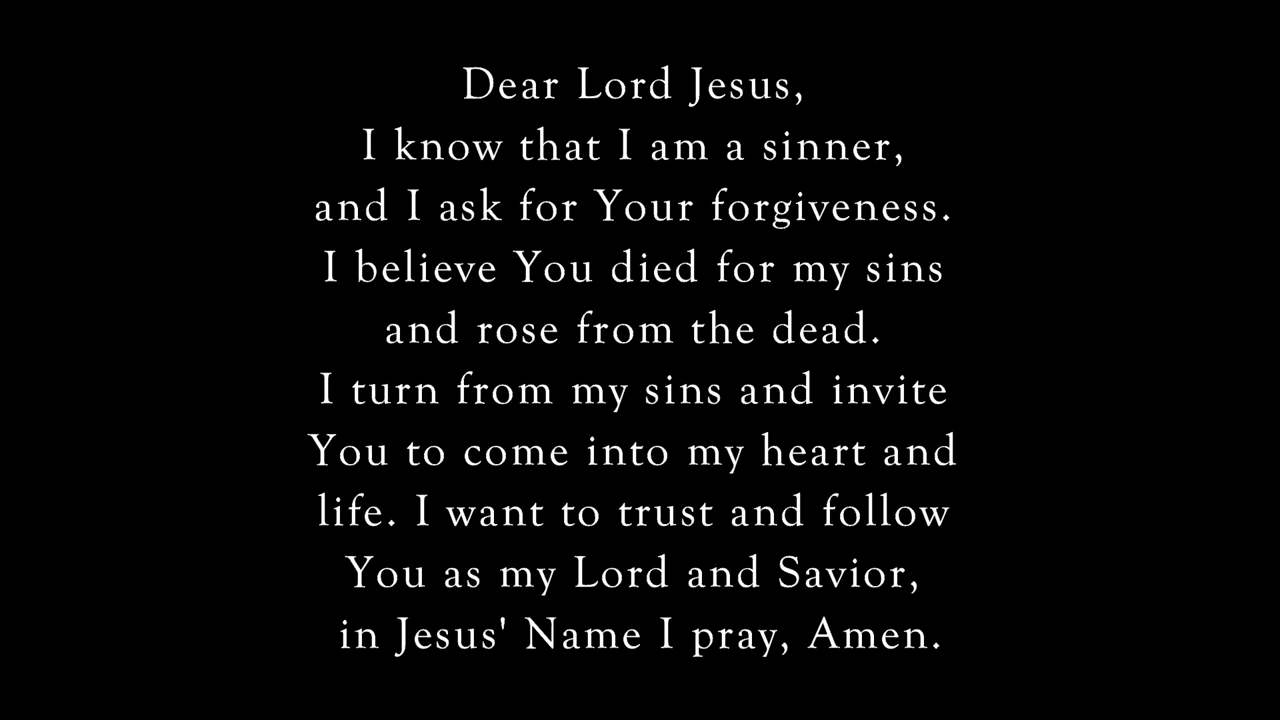 Dear Lord Jesus,
I know that I am a sinner,
and I ask for Your forgiveness.
I believe You died for my sins
and rose from the dead.
I turn from my sins and invite
You to come into my heart and
life. I want to trust and follow
You as my Lord and Savior,
in Jesus' Name I pray, Amen.